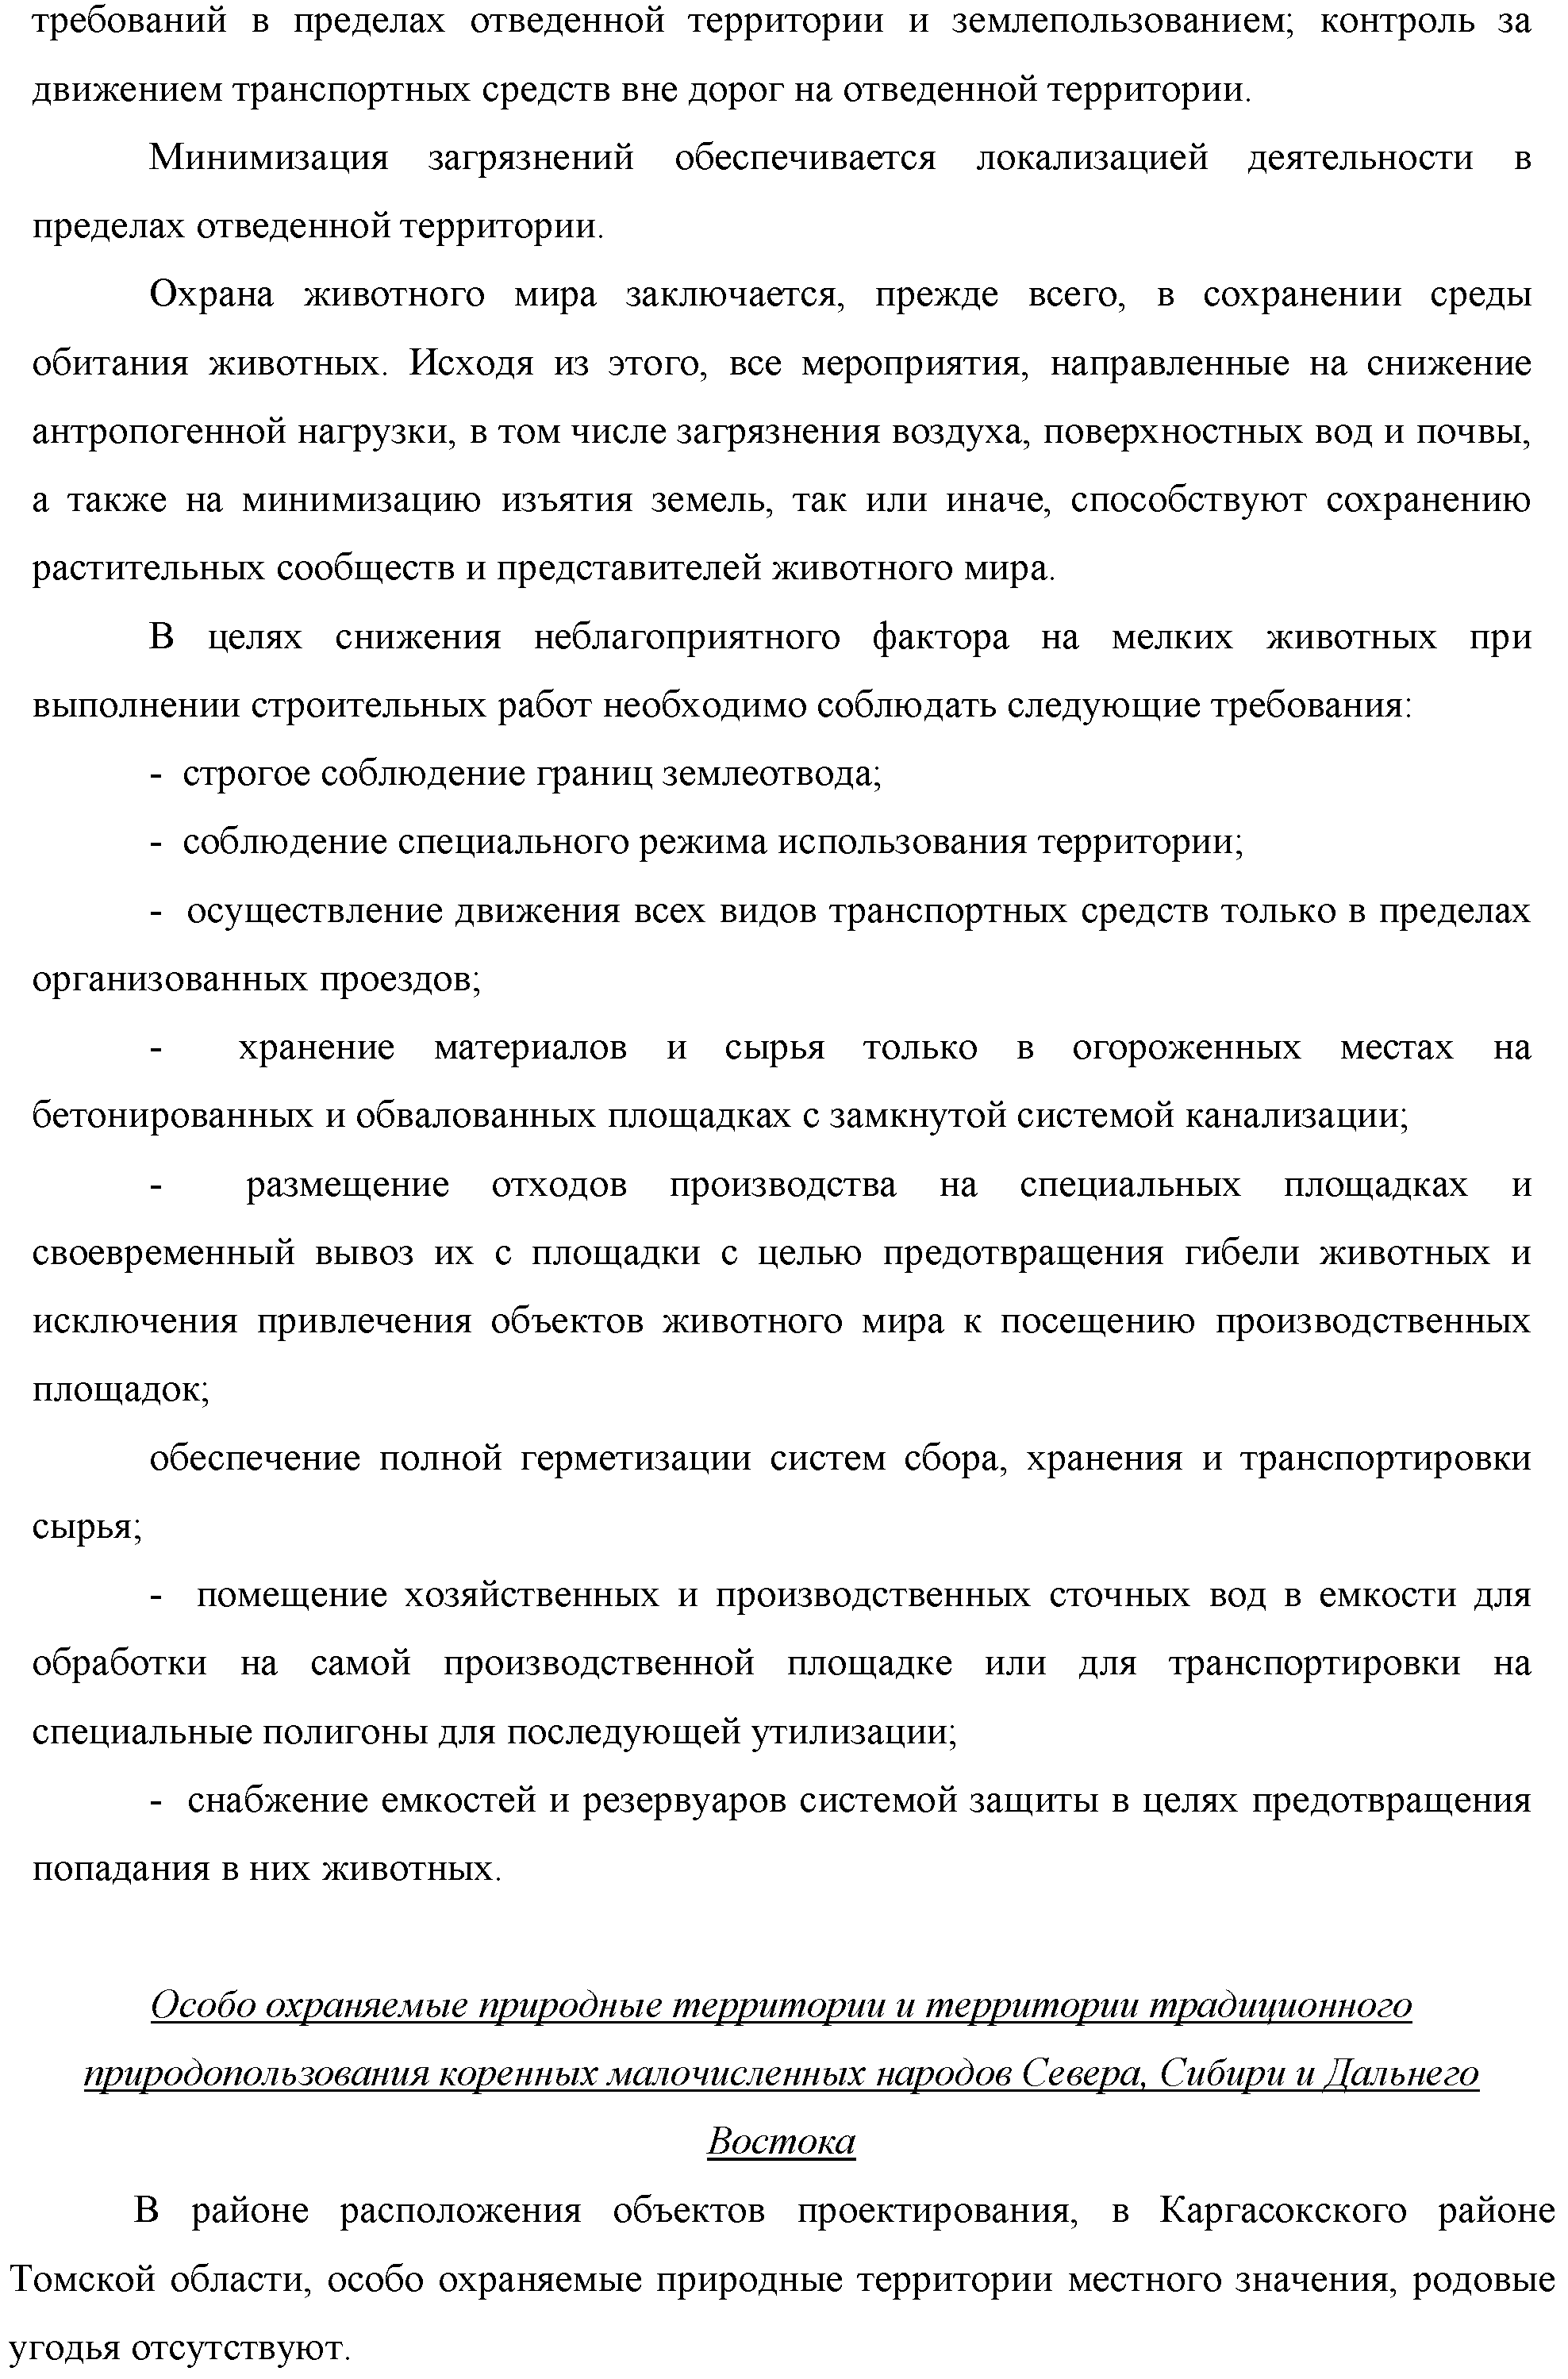 требований в пределах отведенной территории и землепользованием; контроль за
движением транспортных средств вне дорог на отведенной территории.
Минимизация загрязнений обеспечивается локализацией деятельности в
пределах отведенной территории.
Охрана животного мира заключается, прежде всего, в сохранении среды
обитания животных. Исходя из этого, все мероприятия, направленные на снижение
антропогенной нагрузки, в том числе загрязнения воздуха, поверхностных вод и почвы,
а также на минимизацию изъятия земель, так или иначе, способствуют сохранению
растительных сообществ и представителей животного мира.
В целях снижения неблагоприятного фактора на мелких животных при
выполнении строительных работ необходимо соблюдать следующие требования:
- строгое соблюдение границ землеотвода;
- соблюдение специального режима использования территории;
- осуществление движения всех видов транспортных средств только в пределах
организованных проездов;
- хранение материалов и сырья только в огороженных местах на
бетонированных и обвалованных площадках с замкнутой системой канализации;
- размещение отходов производства на специальных площадках и
своевременный вывоз их с площадки с целью предотвращения гибели животных и
исключения привлечения объектов животного мира к посещению производственных
площадок;
обеспечение полной герметизации систем сбора, хранения и транспортировки
сырья;
- помещение хозяйственных и производственных сточных вод в емкости для
обработки на самой производственной площадке или для транспортировки на
специальные полигоны для последующей утилизации;
- снабжение емкостей и резервуаров системой защиты в целях предотвращения
попадания в них животных.
Особо охраняемые природные территории и территории традиционного
природопользования коренных малочисленных народов Севера, Сибири и Дальнего
Востока
В районе расположения объектов проектирования, в Каргасокского районе
Томской области, особо охраняемые природные территории местного значения, родовые
угодья отсутствуют.